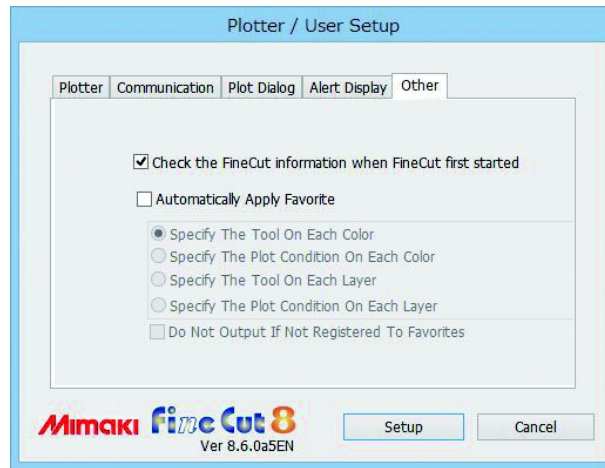 Plotter / User Setup
Plotter Communication Plot Dialog Alert Display Other
Check the FineCut information when FineCut first started
Automatically Apply Favorite
Specify The Tool On Each Color
Specify The Plot Condition On Each Color
Specify The Tool On Each Layer
Specify The Plot Condition On Each Layer
Do Not Output If Not Registered To Favorites
Mimaki FineCut 8
Ver 8.6.0a5EN
Setup Cancel